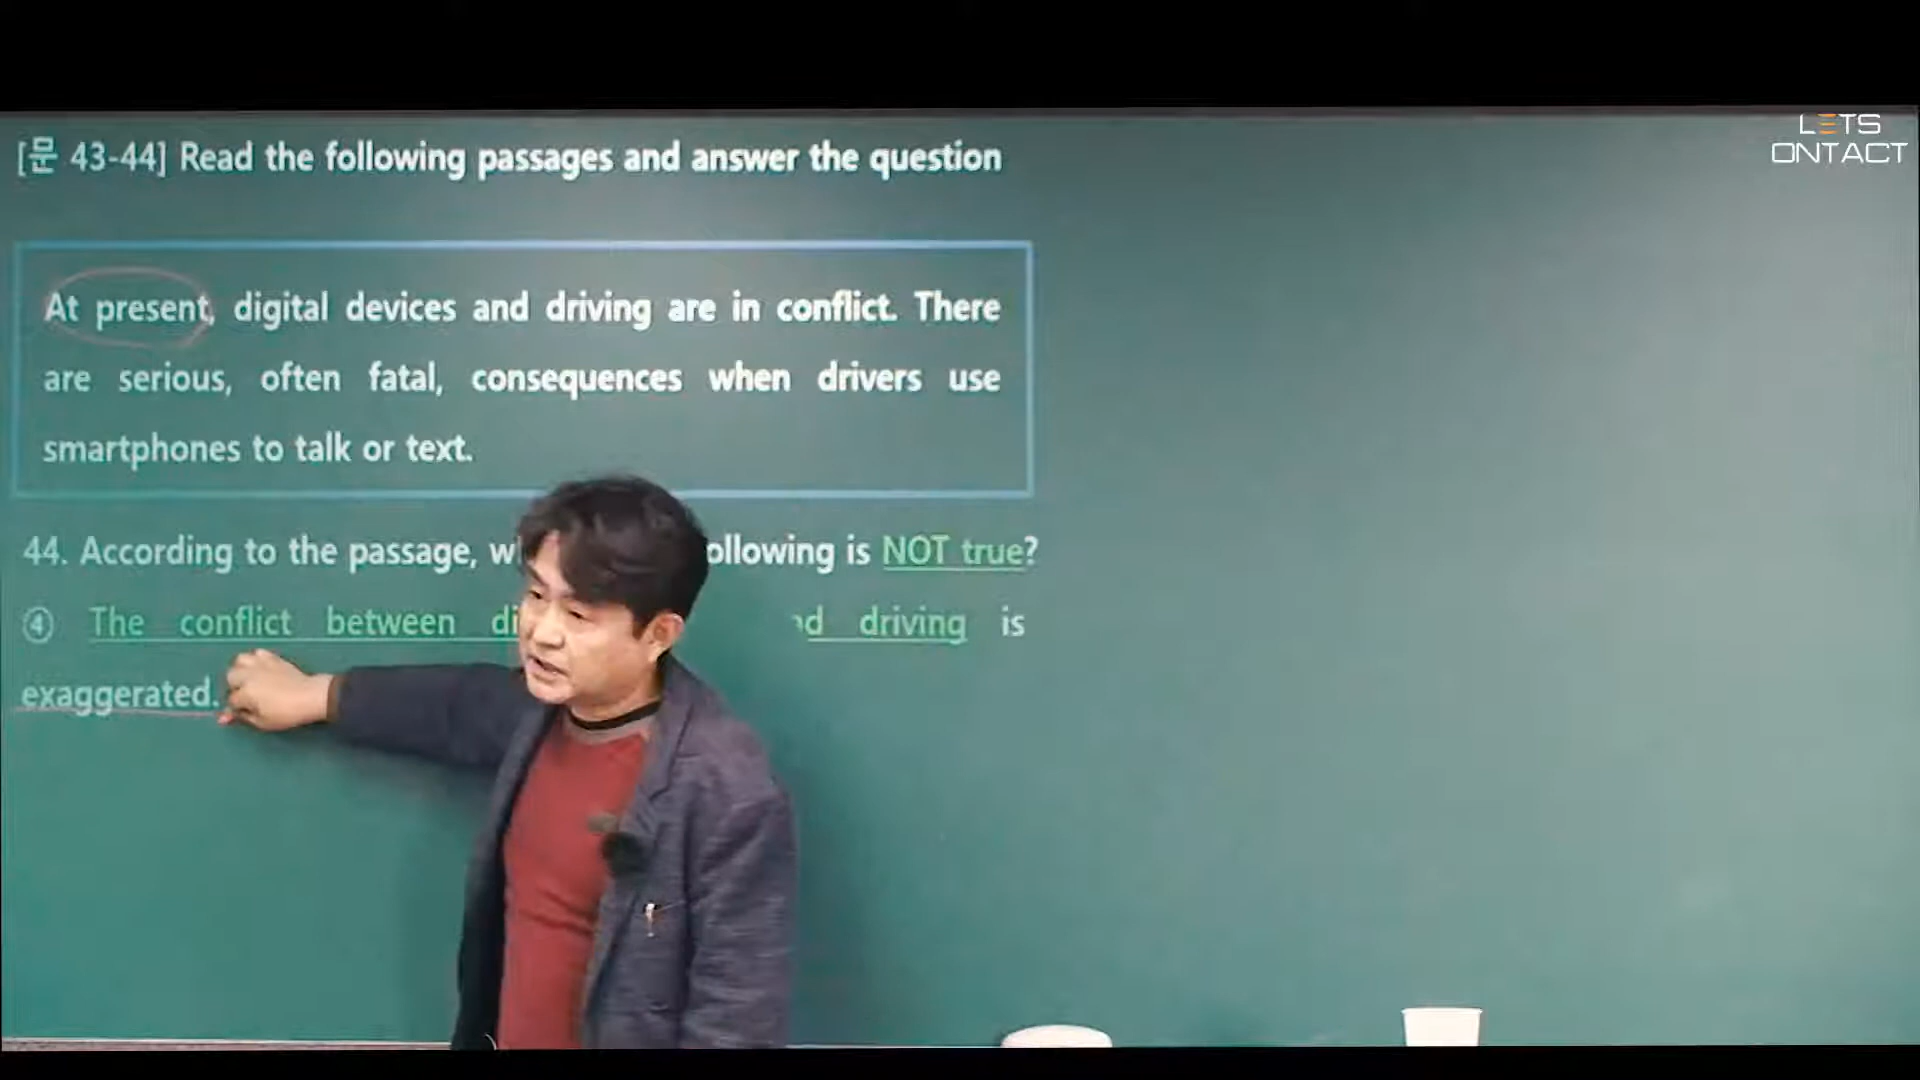 LETS
ONTACT
[문 43-44] Read the following passages and answer the question
At present, digital devices and driving are in conflict. There
are serious, often fatal, consequences when drivers use
smartphones to talk or text.
44. According to the passage, ollowing is NOT true?
④ The conflict between driving is
exaggerated.